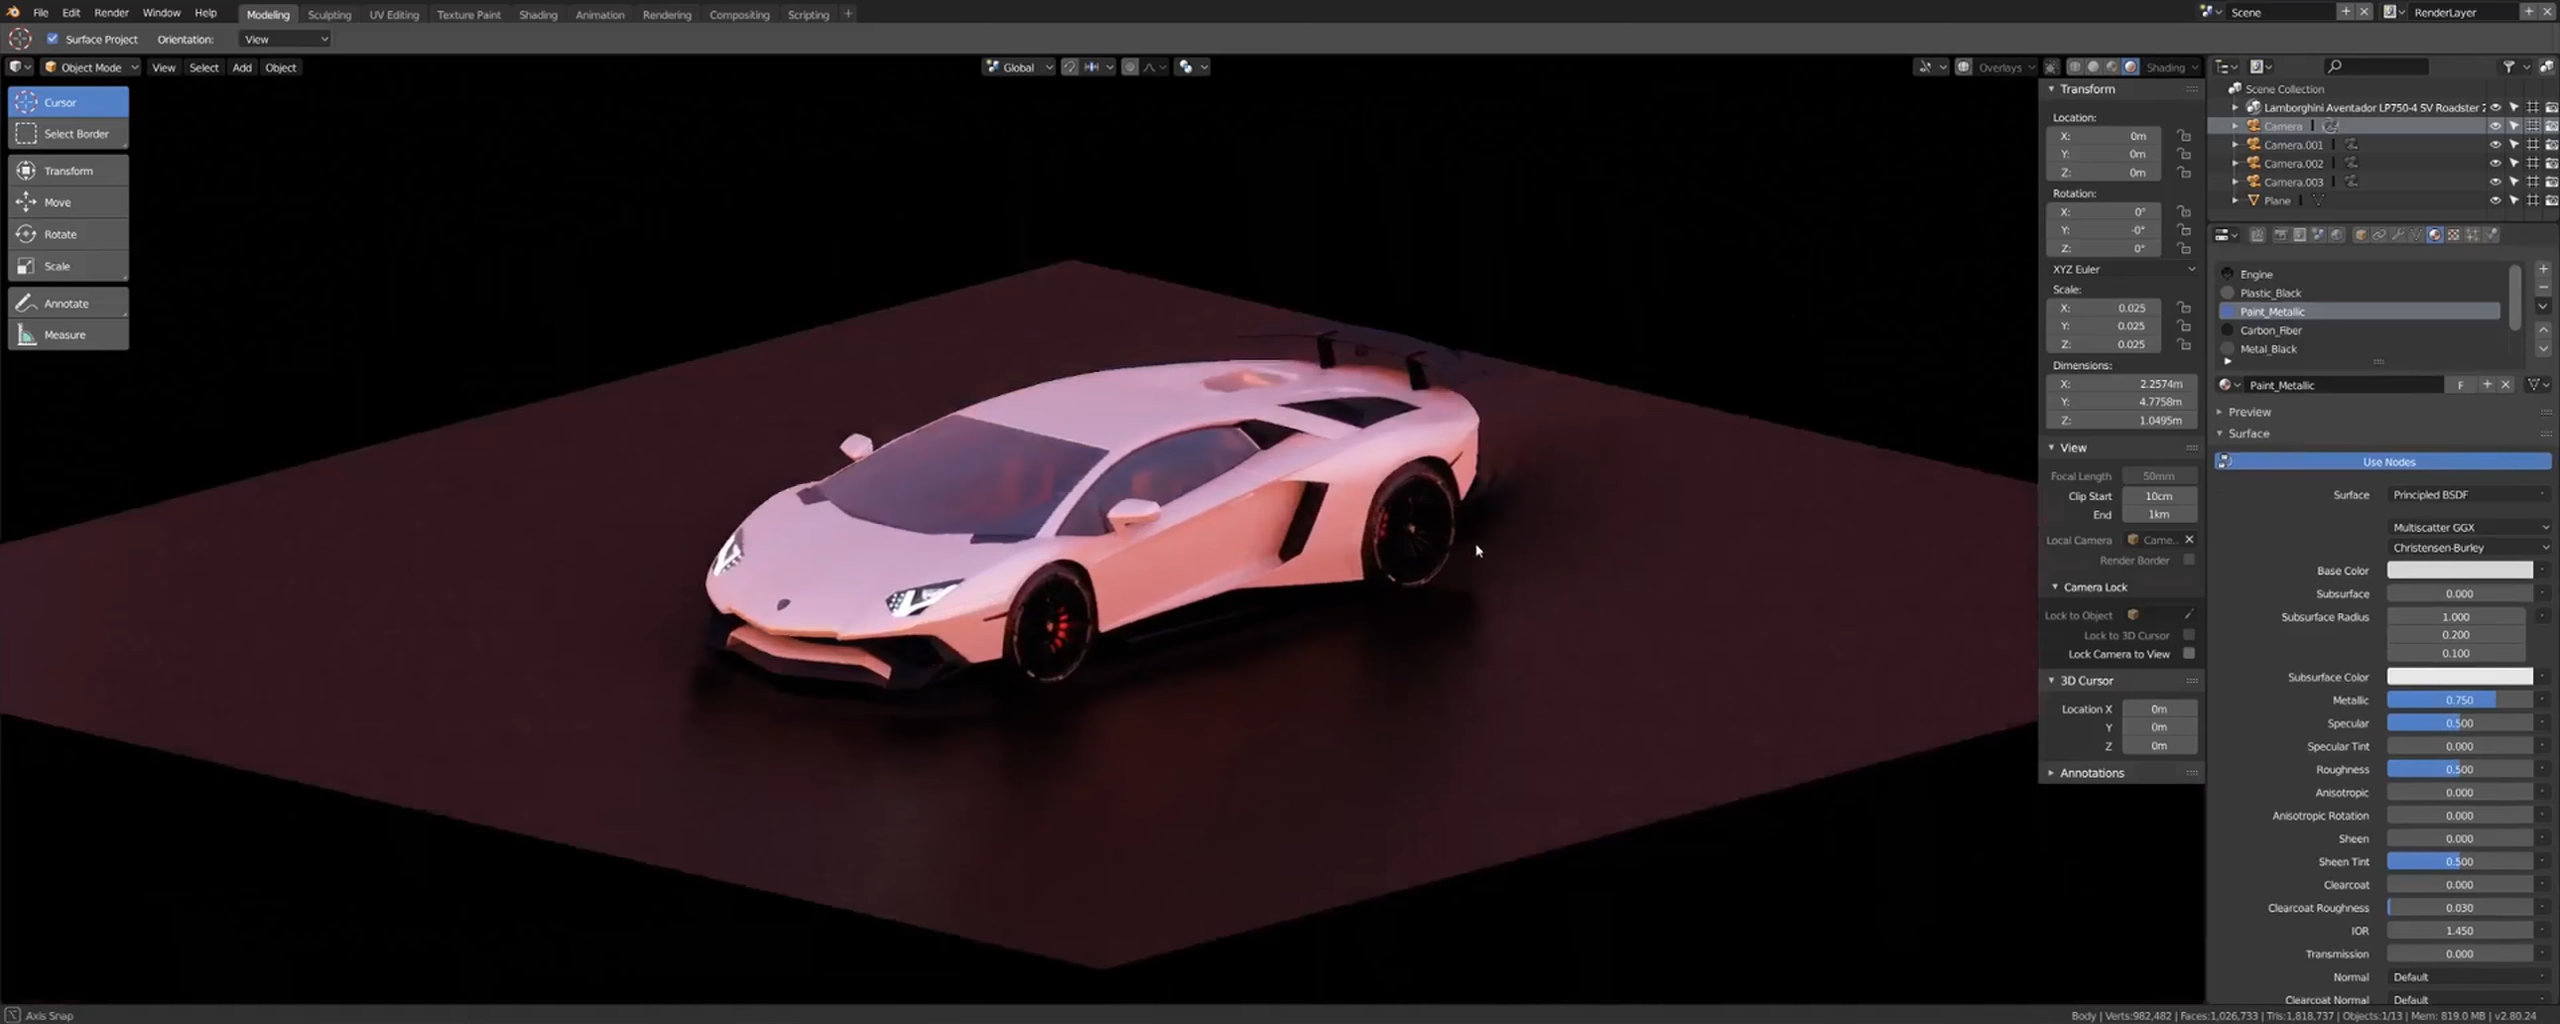 File Edit Render Window Help Modeling Sculpting UV Editing Texture Paint Shading Animation Rendering Compositing Scripting + Scene RenderLayer
Surface Project Orientation: View
Object Mode View Select Add Object Global Overlays Shading
Cursor
Select Border
Transform
Move
Rotate
Scale
Annotate
Measure
Transform
Location:
X: 0m
Y: 0m
Z: 0m
Rotation:
X: 0°
Y: -0°
Z: 0°
XYZ Euler
Scale:
X: 0.025
Y: 0.025
Z: 0.025
Dimensions:
X: 2.2574m
Y: 4.7758m
Z: 1.0495m
View
Focal Length 50mm
Clip Start 10cm
End 1km
Local Camera Came..
Render Border
Camera Lock
Lock to Object
Lock to 3D Cursor
Lock Camera to View
3D Cursor
Location X 0m
Y 0m
Z 0m
Annotations
Scene Collection
Lamborghini Aventador LP750-4 SV Roadster
Camera
Camera.001
Camera.002
Camera.003
Plane
Engine
Plastic_Black
Paint_Metallic
Carbon_Fiber
Metal_Black
Paint_Metallic F
Preview
Surface
Use Nodes
Surface Principled BSDF
Multiscatter GGX
Christensen-Burley
Base Color
Subsurface 0.000
Subsurface Radius 1.000
0.200
0.100
Subsurface Color
Metallic 0.750
Specular 0.500
Specular Tint 0.000
Roughness 0.500
Anisotropic 0.000
Anisotropic Rotation 0.000
Sheen 0.000
Sheen Tint 0.500
Clearcoat 0.000
Clearcoat Roughness 0.030
IOR 1.450
Transmission 0.000
Normal Default
Clearcoat Normal Default
Axis Snap
Body | Verts:982,482 | Faces:1,026,733 | Tris:1,818,737 | Objects:1/13 | Mem: 819.0 MB | v2.80.24